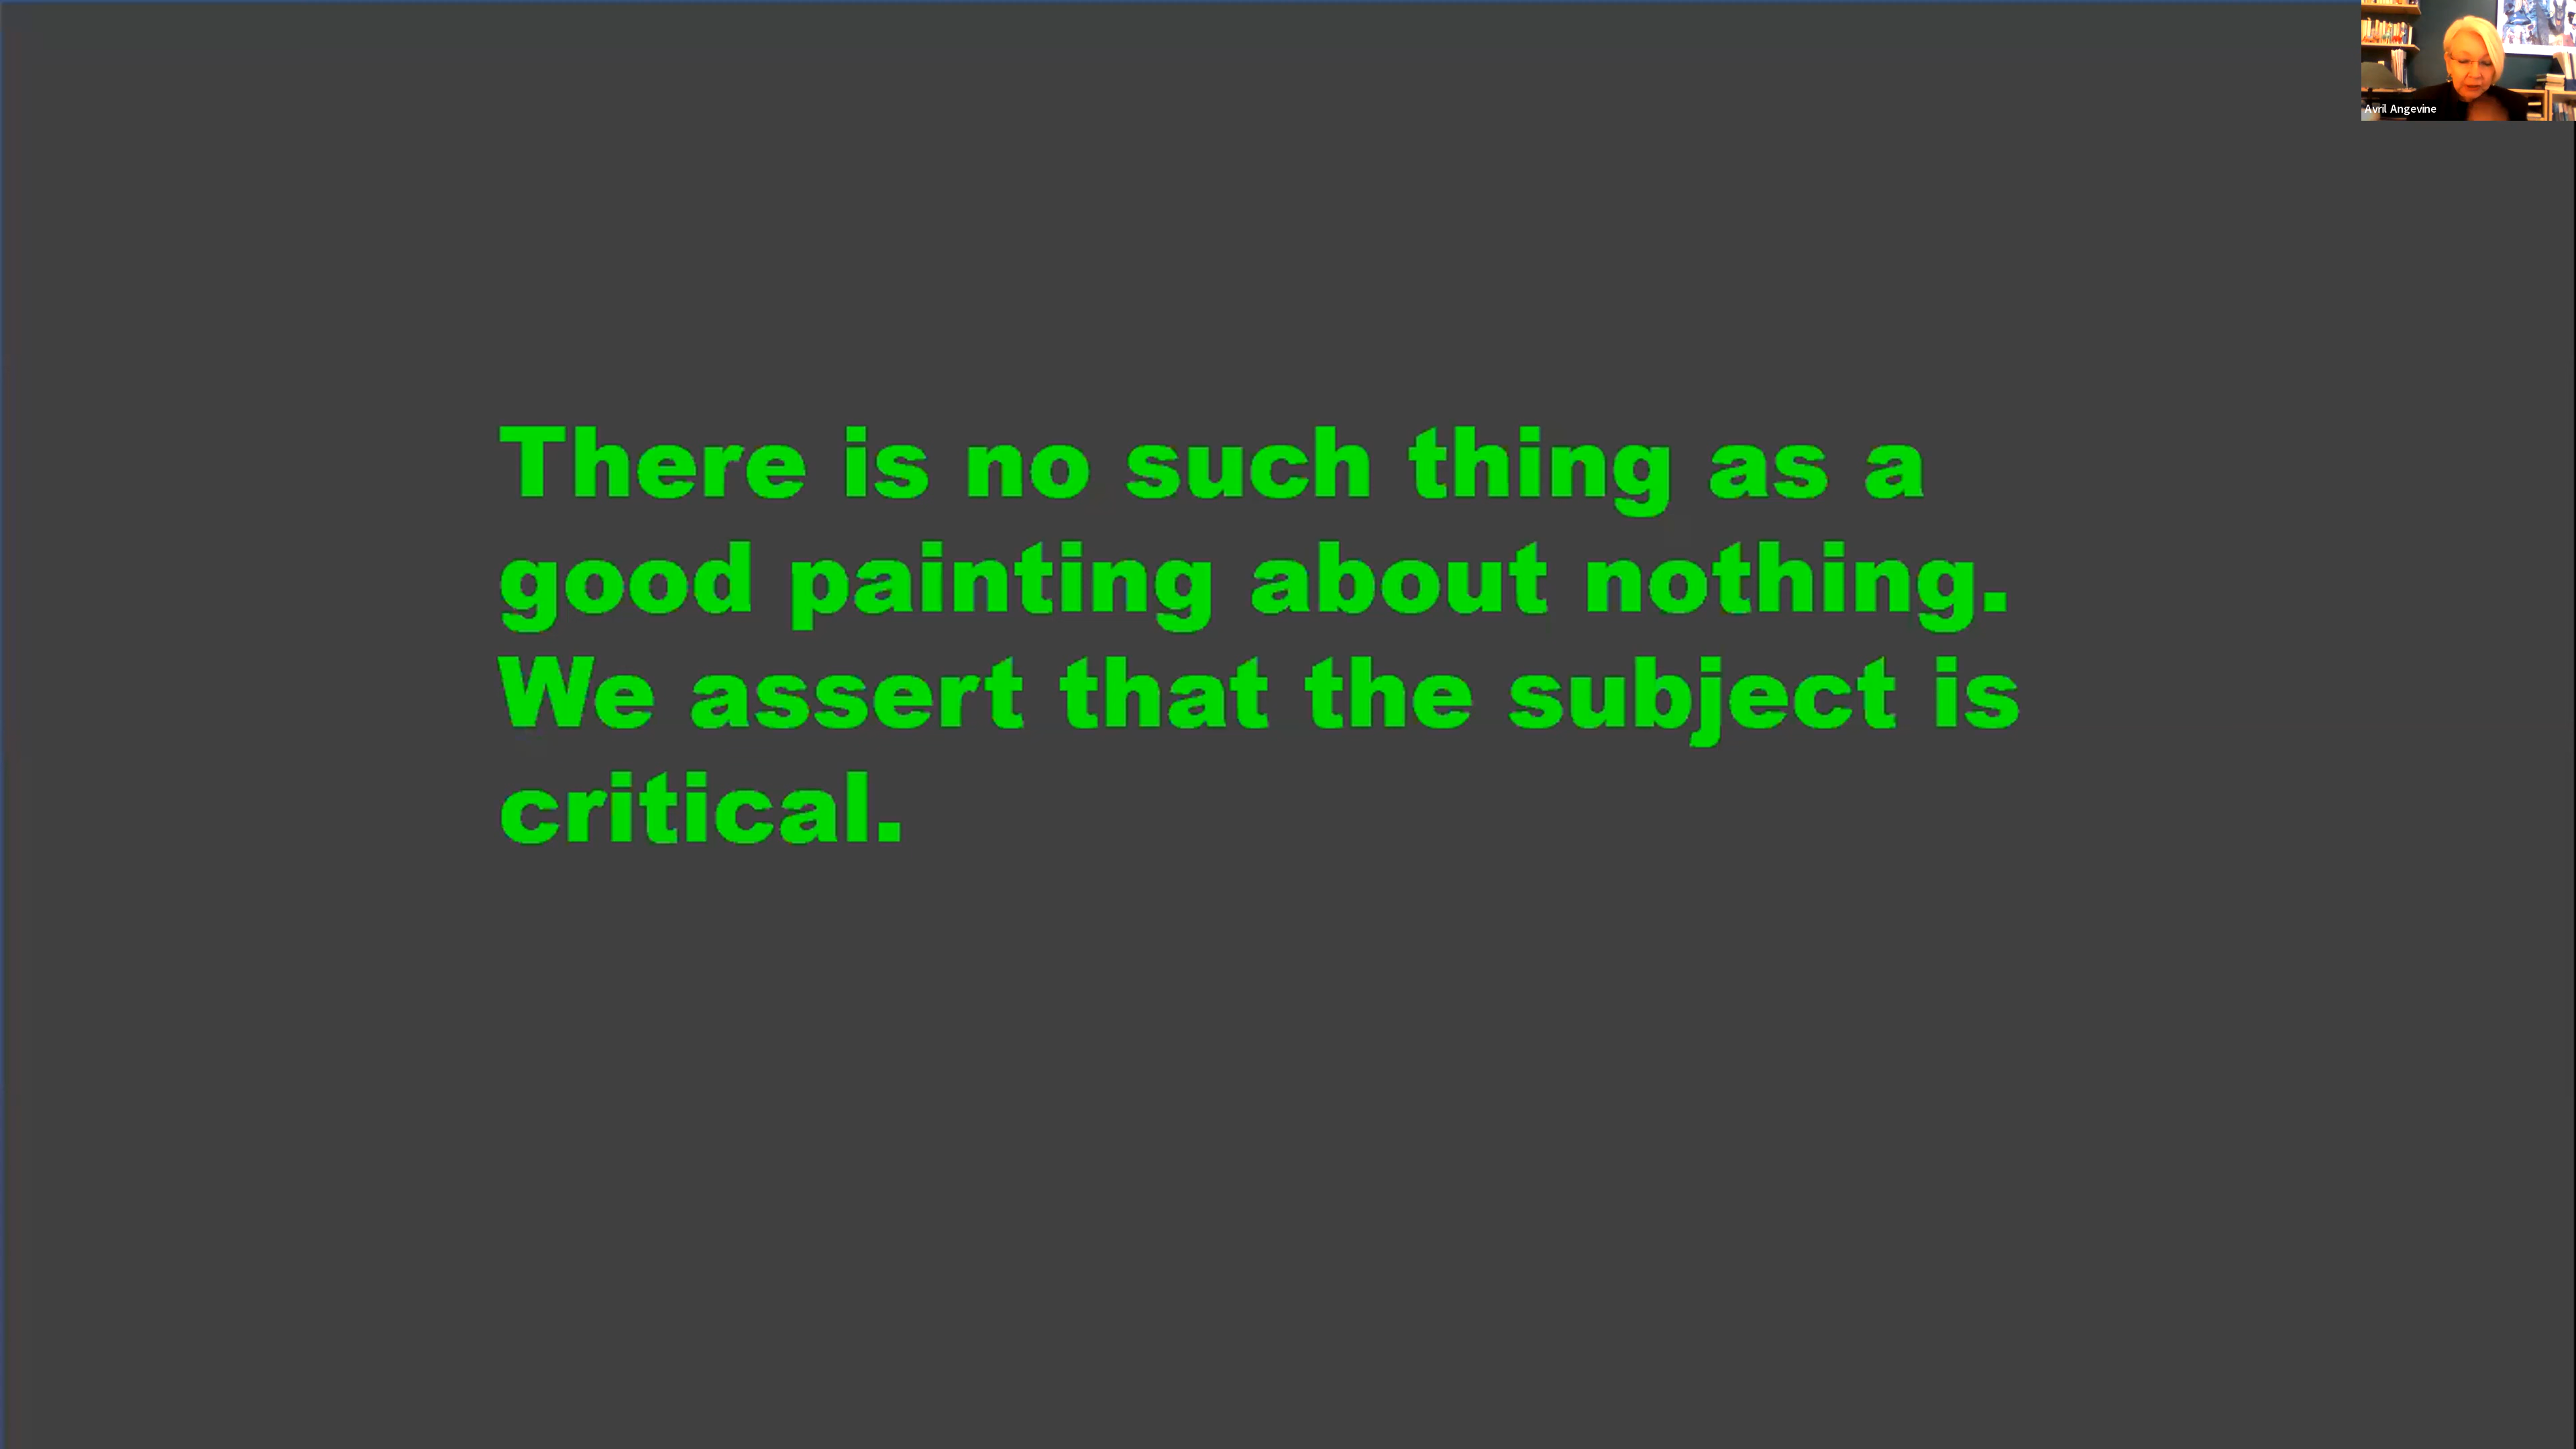 Avril Angevine
There is no such thing as a
good painting about nothing.
We assert that the subject is
critical.